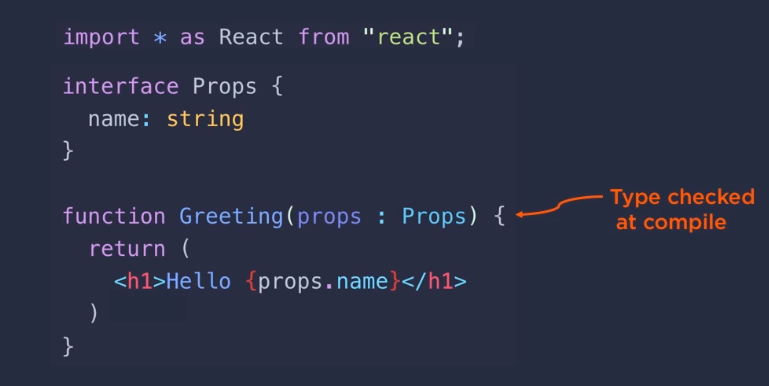 import * as React from "react";
interface Props {
name: string
}
function Greeting(props : Props) {
return (
<h1>Hello {props.name}</h1>
)
}
Type checked
at compile